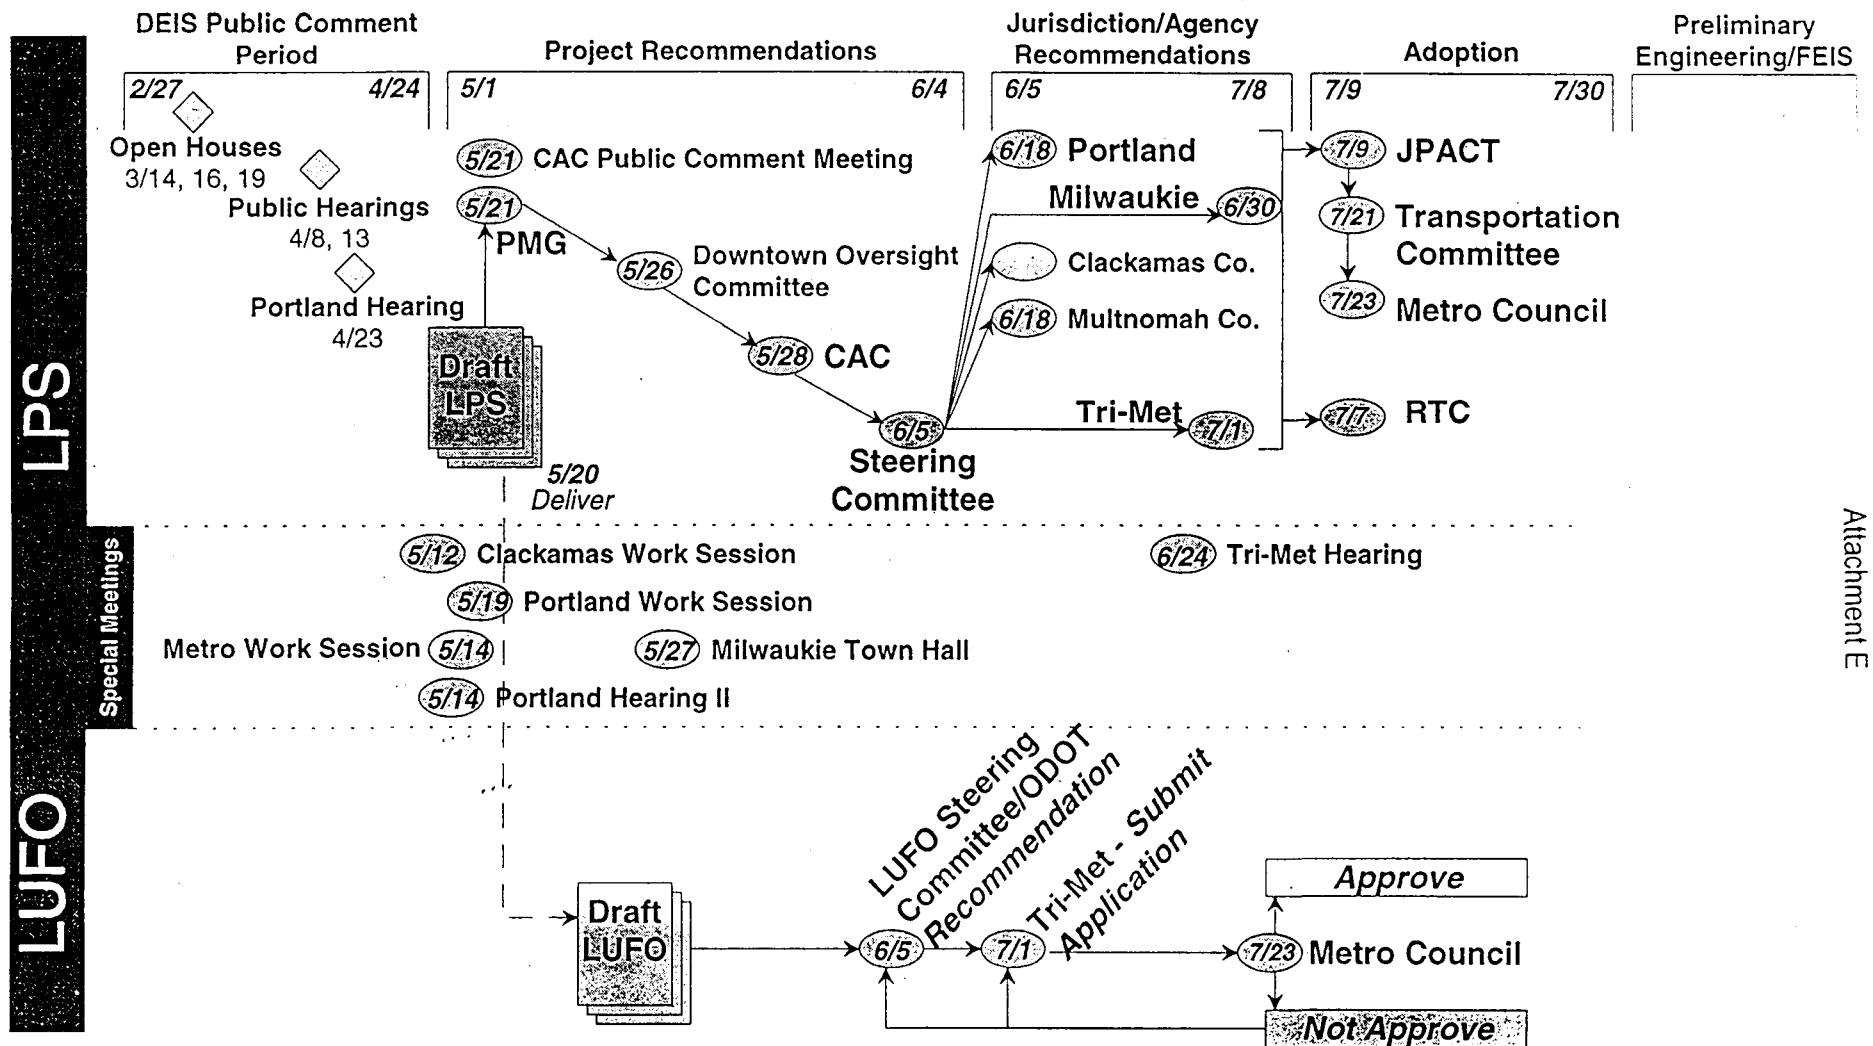 DEIS Public Comment
Period
Project Recommendations
Jurisdiction/Agency
Recommendations
Adoption
Preliminary
Engineering/FEIS
2/27
4/24
5/1
6/4
6/5
7/8
7/9
7/30
LPS
Open Houses
3/14, 16, 19
Public Hearings
4/8, 13
Portland Hearing
4/23
5/21 CAC Public Comment Meeting
5/21
PMG
Draft
LPS
5/20
Deliver
5/26
Downtown Oversight
Committee
5/28 CAC
6/5
Steering
Committee
6/18 Portland
Milwaukie 6/30
Clackamas Co.
6/18 Multnomah Co.
Tri-Met 7/1
7/9 JPACT
7/21 Transportation
Committee
7/23 Metro Council
7/7 RTC
Special Meetings
5/12 Clackamas Work Session
6/24 Tri-Met Hearing
5/19 Portland Work Session
Metro Work Session 5/14
5/27 Milwaukie Town Hall
5/14 Portland Hearing II
Attachment E
LUFO
Draft
LUFO
6/5
LUFO Steering
Committee/ODOT
Recommendation
7/1
Tri-Met - Submit
Application
7/23 Metro Council
Approve
Not Approve